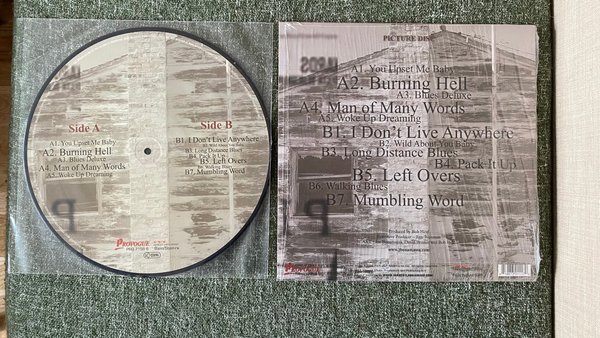 Side A
A1. You Upset Me Baby
A2. Burning Hell
A3. Blues Deluxe
A4. Man of Many Words
A5. Woke Up Dreaming
Side B
B1. I Don't Live Anywhere
B2. Wild About You Baby
B3. Long Distance Blues
B4. Pack It Up
B5. Left Overs
B6. Walking Blues
B7. Mumbling Word
PROVOGUE
PICTURE DISC
A1. You Upset Me Baby
A2. Burning Hell
A3. Blues Deluxe
A4. Man of Many Words
A5. Woke Up Dreaming
B1. I Don't Live Anywhere
B2. Wild About You Baby
B3. Long Distance Blues
B4. Pack It Up
B5. Left Overs
B6. Walking Blues
B7. Mumbling Word
Produced by Bob Held
PROVOGUE